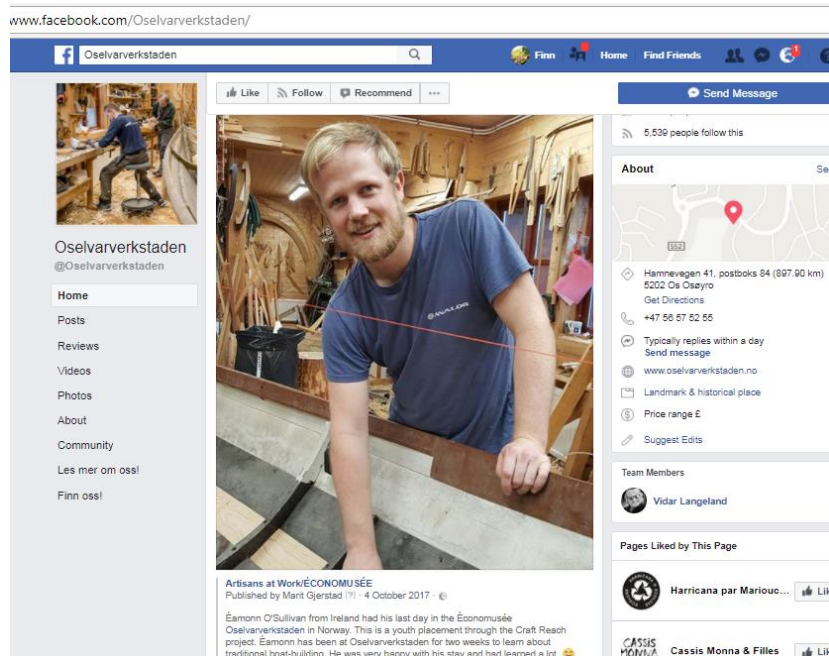 www.facebook.com/Oselvarverkstaden/
Oselvarverkstaden
Finn
Home
Find Friends
Like
Follow
Recommend
Send Message
5,539 people follow this
Oselvarverkstaden
@Oselvarverkstaden
Home
Posts
Reviews
Videos
Photos
About
Community
Les mer om oss!
Finn oss!
ANALOG
Artisans at Work/ÉCONOMUSÉE
Published by Marit Gjerstad [?] · 4 October 2017 ·
Éamonn O'Sullivan from Ireland had his last day in the Économusée
Oselvarverkstaden in Norway. This is a youth placement through the Craft Reach
project. Éamonn has been at Oselvarverkstaden for two weeks to learn about
traditional boat-building. He was very happy with his stay and had learned a lot.
About
Se
552
Hamnevegen 41, postboks 84 (897.90 km)
5202 Os Osøyro
Get Directions
+47 56 57 52 55
Typically replies within a day
Send message
www.oselvarverkstaden.no
Landmark & historical place
Price range £
Suggest Edits
Team Members
Vidar Langeland
Pages Liked by This Page
Harricana par Mariouc...
Lik
CASSIS
MONNA
Cassis Monna & Filles
Lik